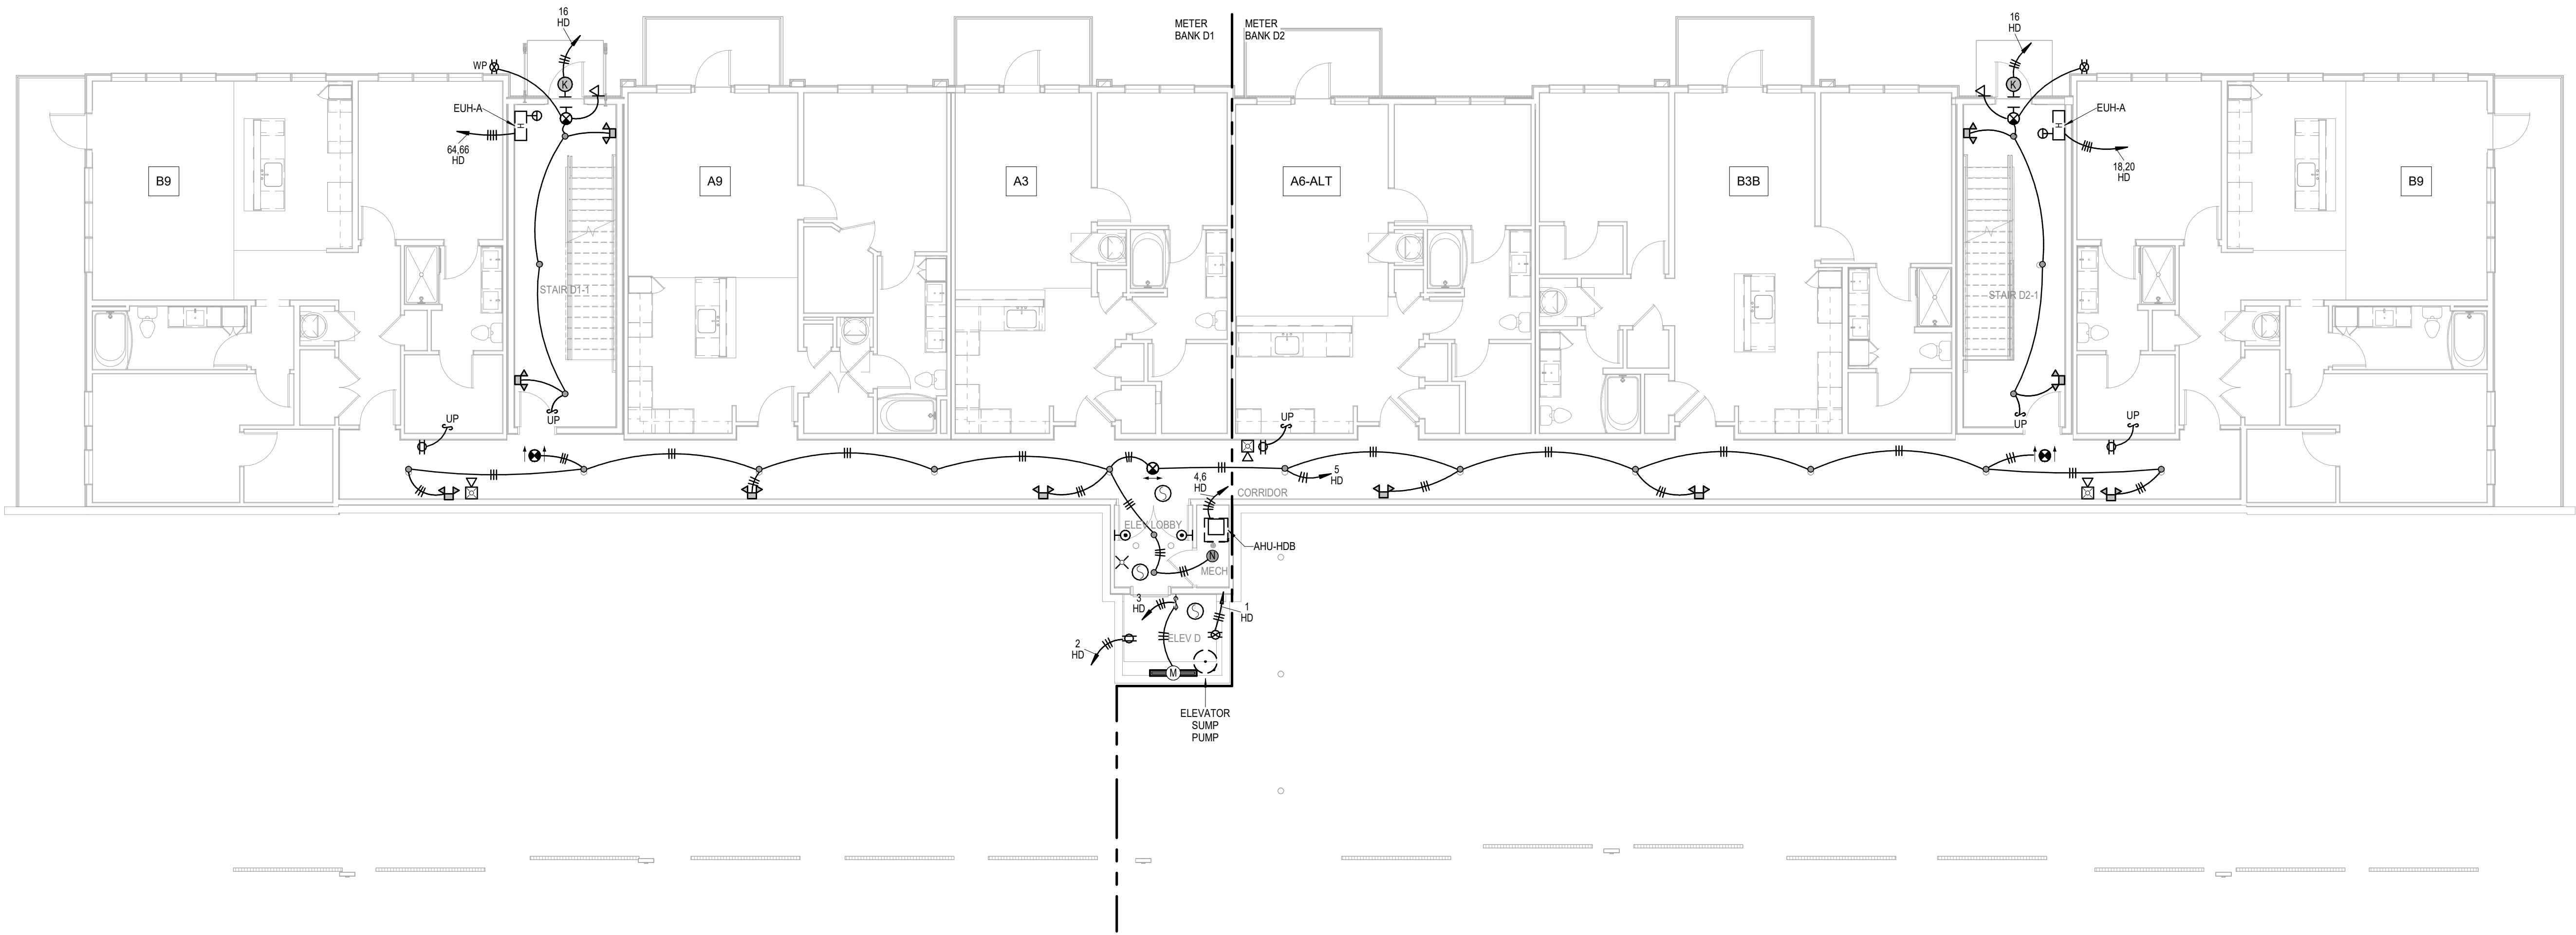 16
HD
METER
BANK D1
METER
BANK D2
16
HD
WP
K
K
EUH-A
H
64,66
HD
EUH-A
H
18,20
HD
B9
A9
A3
A6-ALT
B3B
B9
STAIR D1-1
STAIR D2-1
UP
UP
UP
UP
UP
UP
4,6
HD
5
HD
CORRIDOR
ELEV LOBBY
AHU-HDB
N
MECH
3
HD
1
HD
2
HD
ELEV D
M
ELEVATOR
SUMP
PUMP